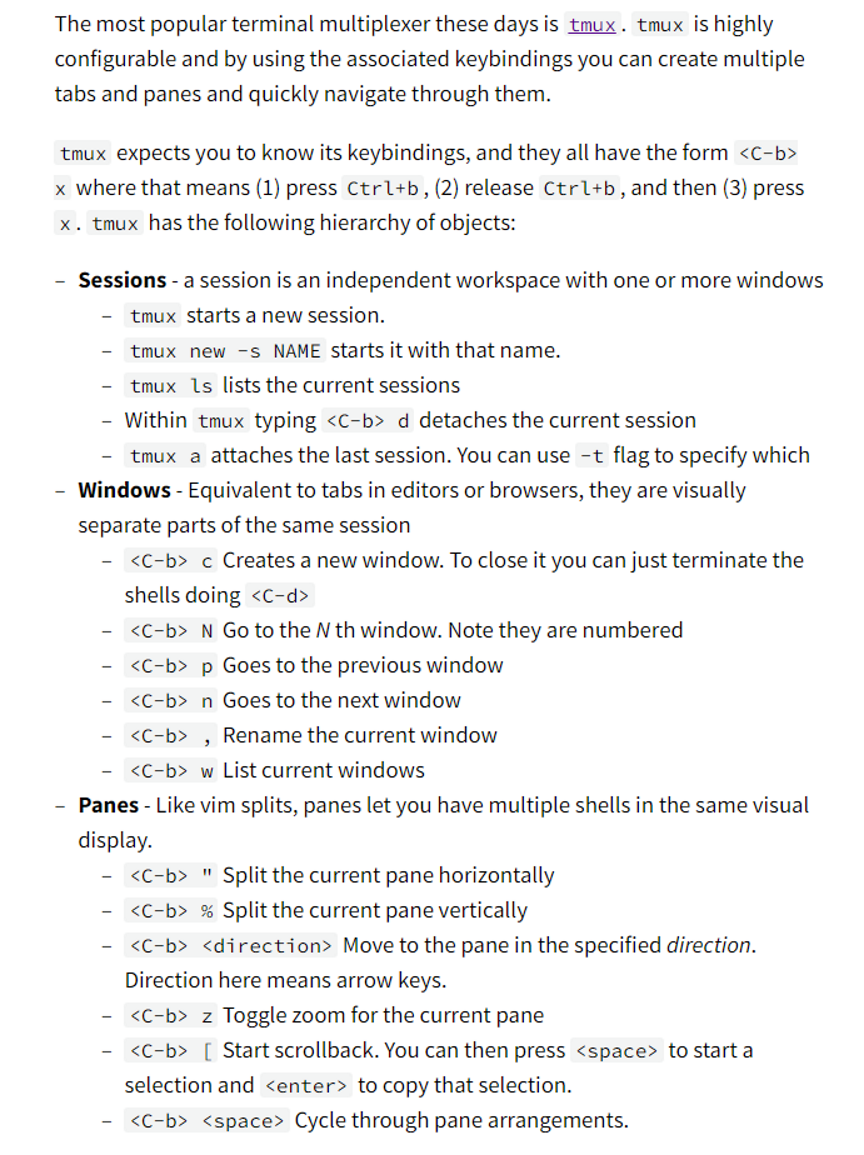 The most popular terminal multiplexer these days is tmux. tmux is highly
configurable and by using the associated keybindings you can create multiple
tabs and panes and quickly navigate through them.
tmux expects you to know its keybindings, and they all have the form <C-b>
x where that means (1) press Ctrl+b, (2) release Ctrl+b, and then (3) press
x. tmux has the following hierarchy of objects:
– Sessions - a session is an independent workspace with one or more windows
– tmux starts a new session.
– tmux new -s NAME starts it with that name.
– tmux ls lists the current sessions
– Within tmux typing <C-b> d detaches the current session
– tmux a attaches the last session. You can use -t flag to specify which
– Windows - Equivalent to tabs in editors or browsers, they are visually
separate parts of the same session
– <C-b> c Creates a new window. To close it you can just terminate the
shells doing <C-d>
– <C-b> N Go to the N th window. Note they are numbered
– <C-b> p Goes to the previous window
– <C-b> n Goes to the next window
– <C-b> , Rename the current window
– <C-b> w List current windows
– Panes - Like vim splits, panes let you have multiple shells in the same visual
display.
– <C-b> " Split the current pane horizontally
– <C-b> % Split the current pane vertically
– <C-b> <direction> Move to the pane in the specified direction.
Direction here means arrow keys.
– <C-b> z Toggle zoom for the current pane
– <C-b> [ Start scrollback. You can then press <space> to start a
selection and <enter> to copy that selection.
– <C-b> <space> Cycle through pane arrangements.